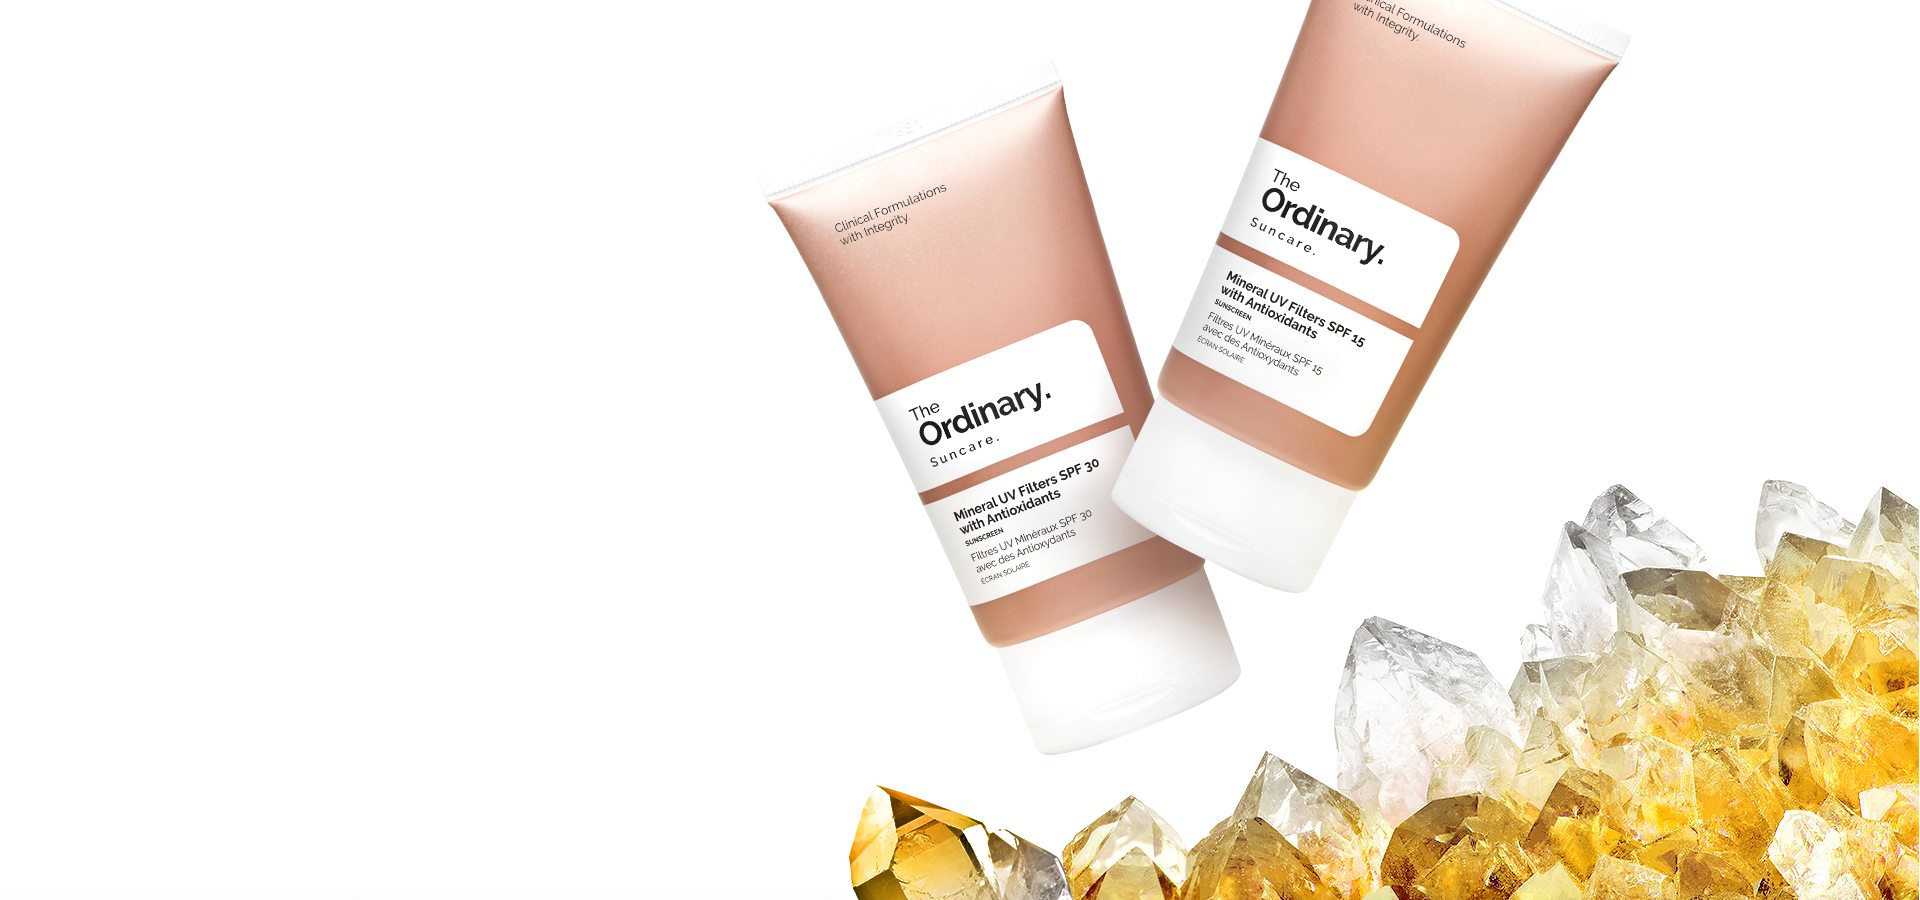 Clinical Formulations
with Integrity.
The
Ordinary.
Suncare.
Mineral UV Filters SPF 30
with Antioxidants
SUNSCREEN
Filtres UV Minéraux SPF 30
avec des Antioxydants
ÉCRAN SOLAIRE
Formulations
with Integrity.
The
Ordinary.
Suncare.
Mineral UV Filters SPF 15
with Antioxidants
SUNSCREEN
Filtres UV Minéraux SPF 15
avec des Antioxydants
ÉCRAN SOLAIRE